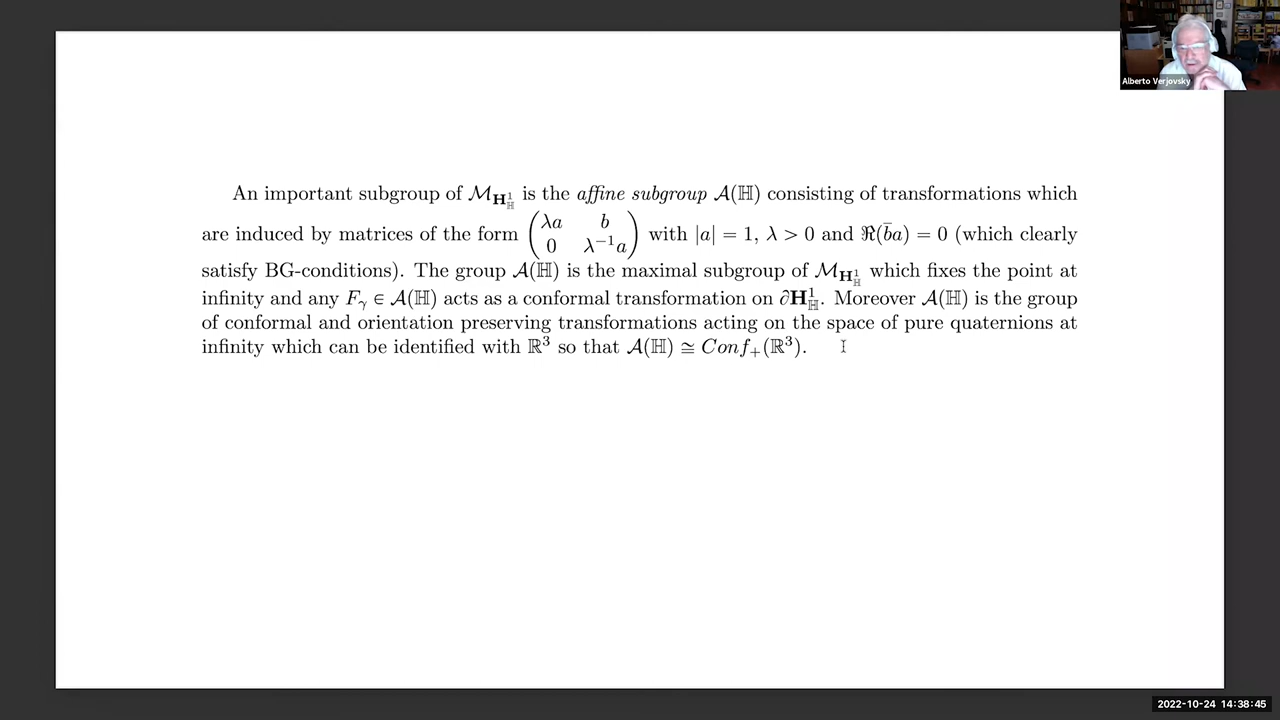 Alberto Verjovsky
An important subgroup of $\mathcal{M}_{\mathbf{H}^1_{\mathbb{H}}}$ is the affine subgroup $\mathcal{A}(\mathbb{H})$ consisting of transformations which
are induced by matrices of the form $\begin{pmatrix} \lambda a & b \\ 0 & \lambda^{-1}a \end{pmatrix}$ with $|a| = 1$, $\lambda > 0$ and $\Re(\bar{b}a) = 0$ (which clearly
satisfy BG-conditions). The group $\mathcal{A}(\mathbb{H})$ is the maximal subgroup of $\mathcal{M}_{\mathbf{H}^1_{\mathbb{H}}}$ which fixes the point at
infinity and any $F_\gamma \in \mathcal{A}(\mathbb{H})$ acts as a conformal transformation on $\partial\mathbf{H}^1_{\mathbb{H}}$. Moreover $\mathcal{A}(\mathbb{H})$ is the group
of conformal and orientation preserving transformations acting on the space of pure quaternions at
infinity which can be identified with $\mathbb{R}^3$ so that $\mathcal{A}(\mathbb{H}) \cong Conf_+(\mathbb{R}^3)$.
2022-10-24 14:38:45